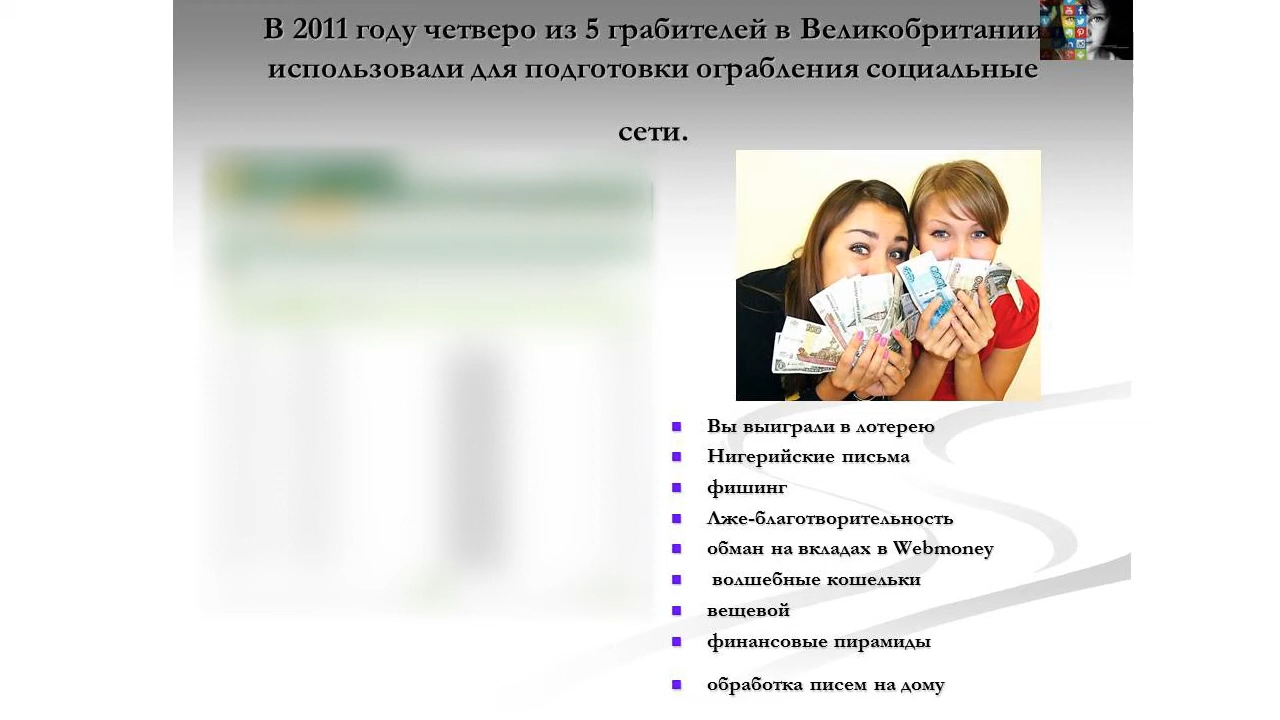 В 2011 году четверо из 5 грабителей в Великобритании
использовали для подготовки ограбления социальные
сети.
Вы выиграли в лотерею
Нигерийские письма
фишинг
Лже-благотворительность
обман на вкладах в Webmoney
волшебные кошельки
вещевой
финансовые пирамиды
обработка писем на дому